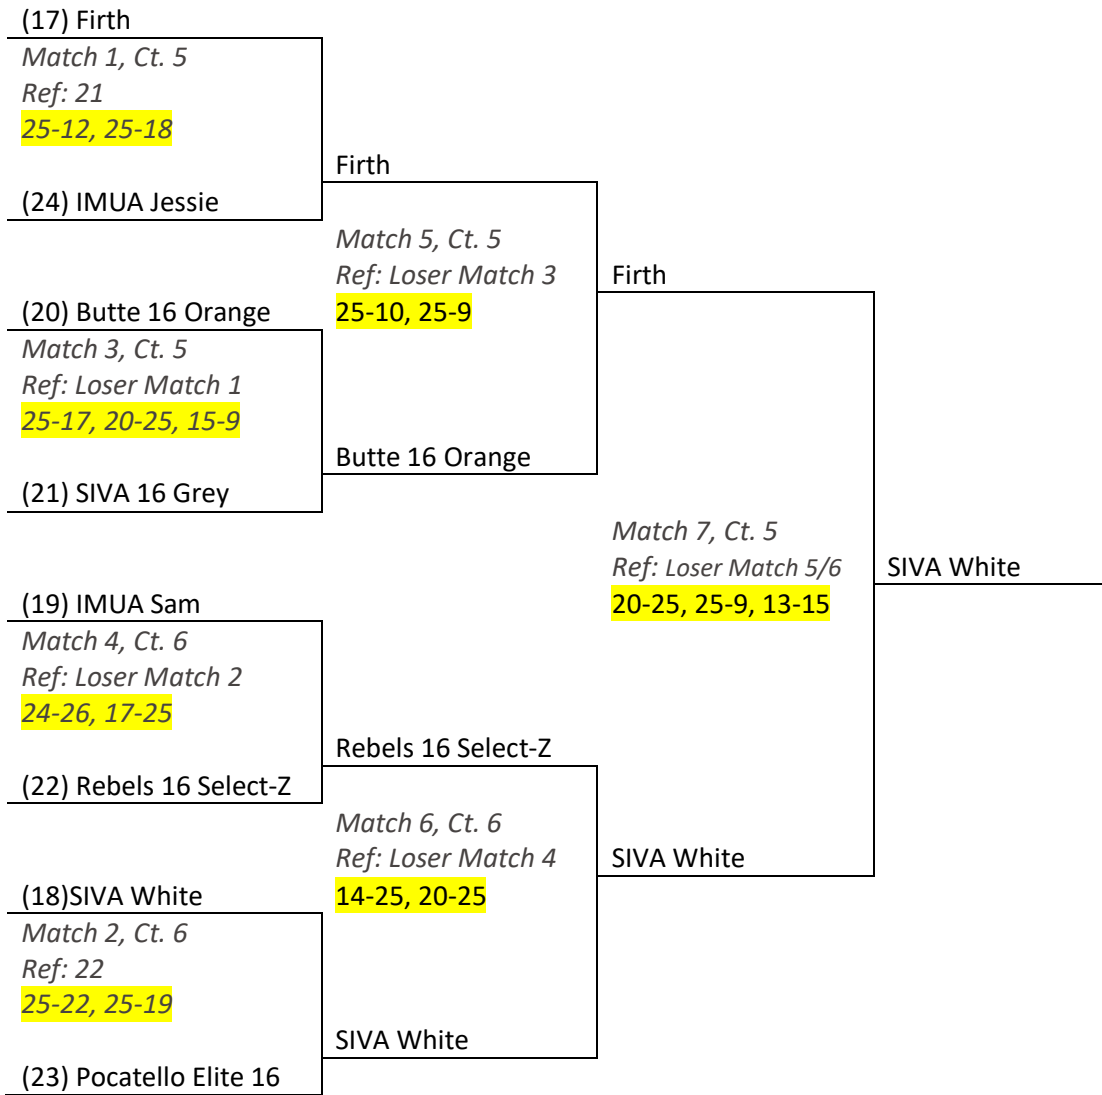 (17) Firth
Match 1, Ct. 5
Ref: 21
25-12, 25-18
Firth
(24) IMUA Jessie
Match 5, Ct. 5
Ref: Loser Match 3
25-10, 25-9
Firth
(20) Butte 16 Orange
Match 3, Ct. 5
Ref: Loser Match 1
25-17, 20-25, 15-9
Butte 16 Orange
(21) SIVA 16 Grey
Match 7, Ct. 5
Ref: Loser Match 5/6
20-25, 25-9, 13-15
SIVA White
(19) IMUA Sam
Match 4, Ct. 6
Ref: Loser Match 2
24-26, 17-25
Rebels 16 Select-Z
(22) Rebels 16 Select-Z
Match 6, Ct. 6
Ref: Loser Match 4
14-25, 20-25
SIVA White
(18)SIVA White
Match 2, Ct. 6
Ref: 22
25-22, 25-19
SIVA White
(23) Pocatello Elite 16